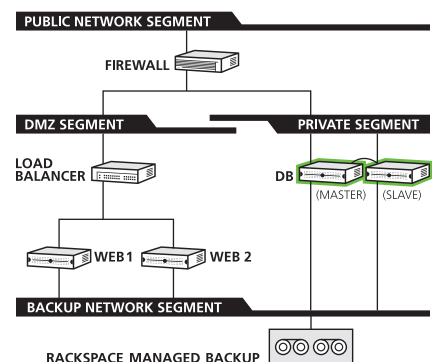 PUBLIC NETWORK SEGMENT
FIREWALL
DMZ SEGMENT
PRIVATE SEGMENT
LOAD
BALANCER
DB
(MASTER)
(SLAVE)
WEB1
WEB 2
BACKUP NETWORK SEGMENT
RACKSPACE MANAGED BACKUP